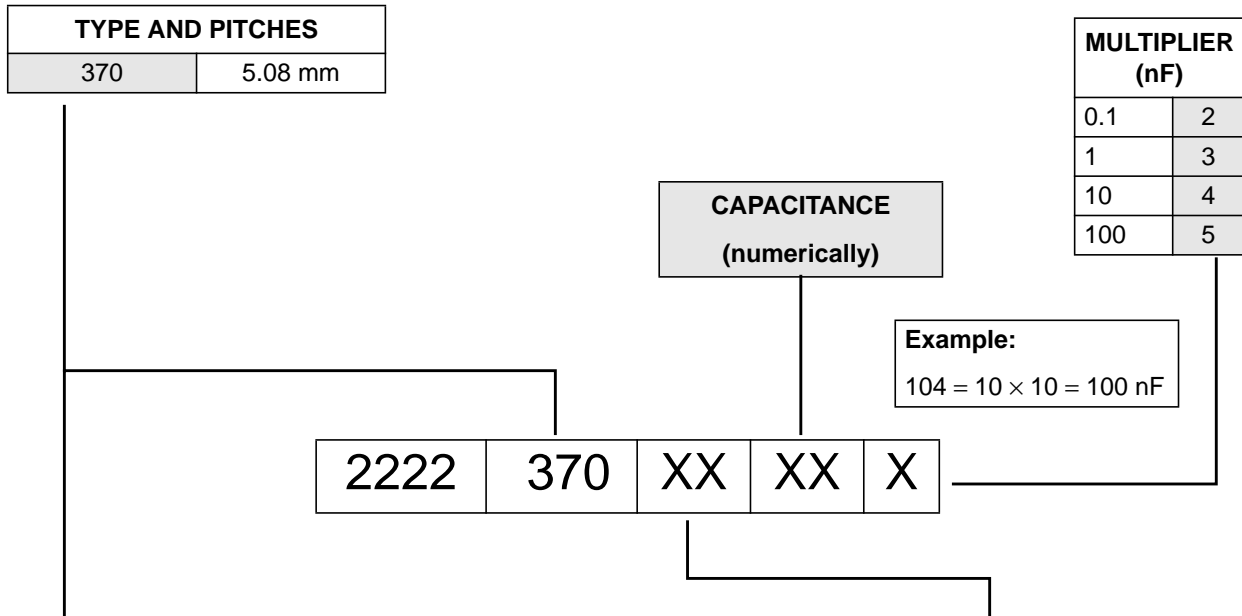 TYPE AND PITCHES
370 5.08 mm
MULTIPLIER
(nF)
0.1 2
1 3
10 4
100 5
CAPACITANCE
(numerically)
Example:
104 = 10 × 10 = 100 nF
2222 370 XX XX X